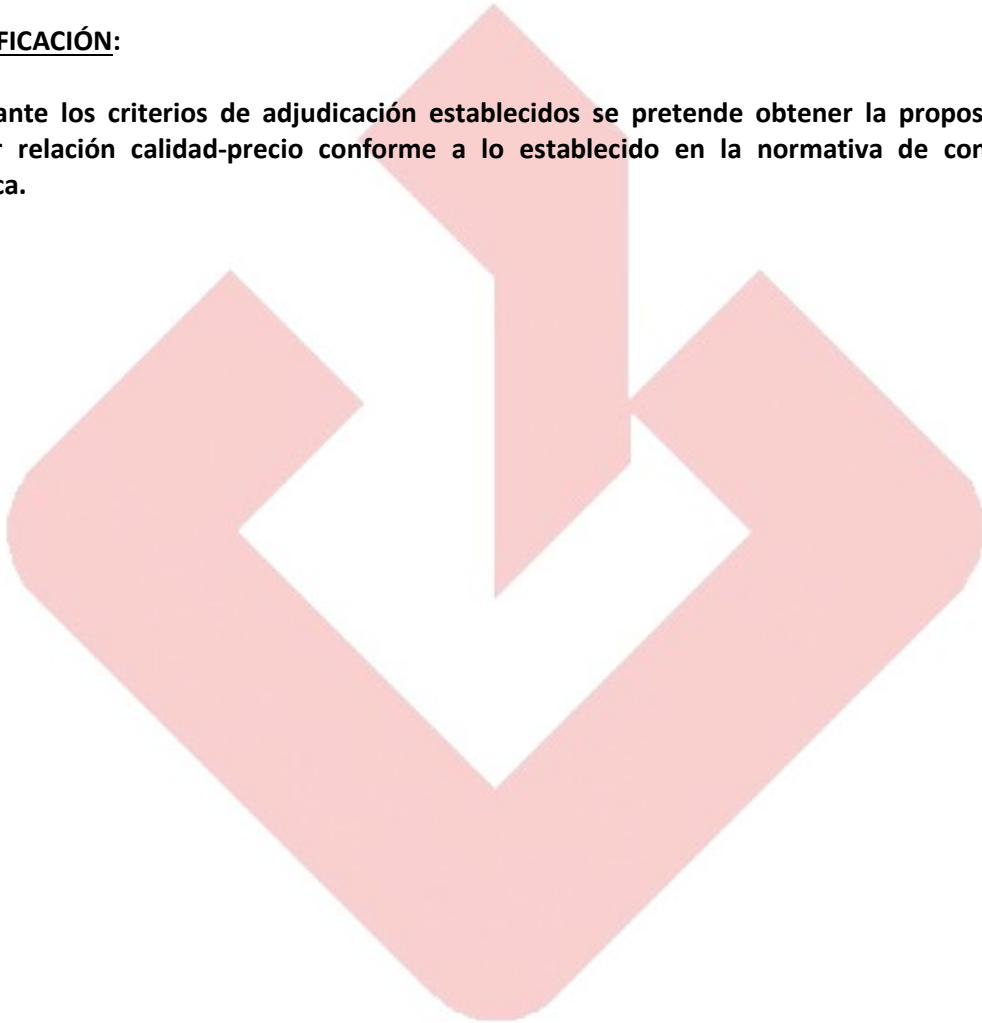 FICACIÓN:
ante los criterios de adjudicación establecidos se pretende obtener la propos
r relación calidad-precio conforme a lo establecido en la normativa de con
ca.